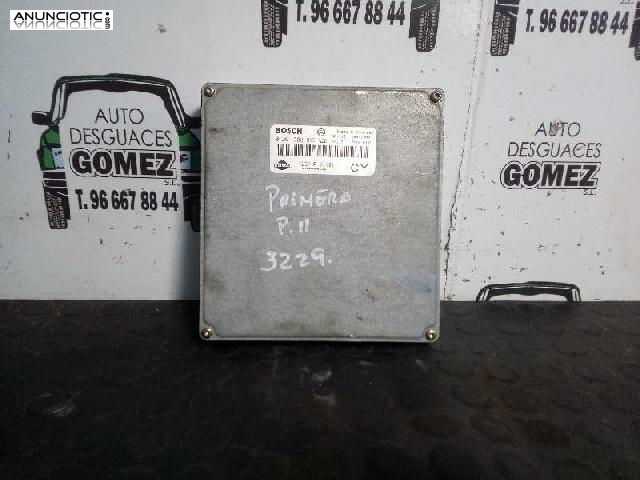 ANUNCIOTIC
T. 96 667 88 44
T. 96 667 88 44
AUTO
DESGUACES
GOMEZ S.L.
T. 96 667 88 44
BOSCH
NISSAN
PRIMERA
P.11
3229.
AUTO
DESGUACES
GOMEZ S.L.
T. 96 667 88 44